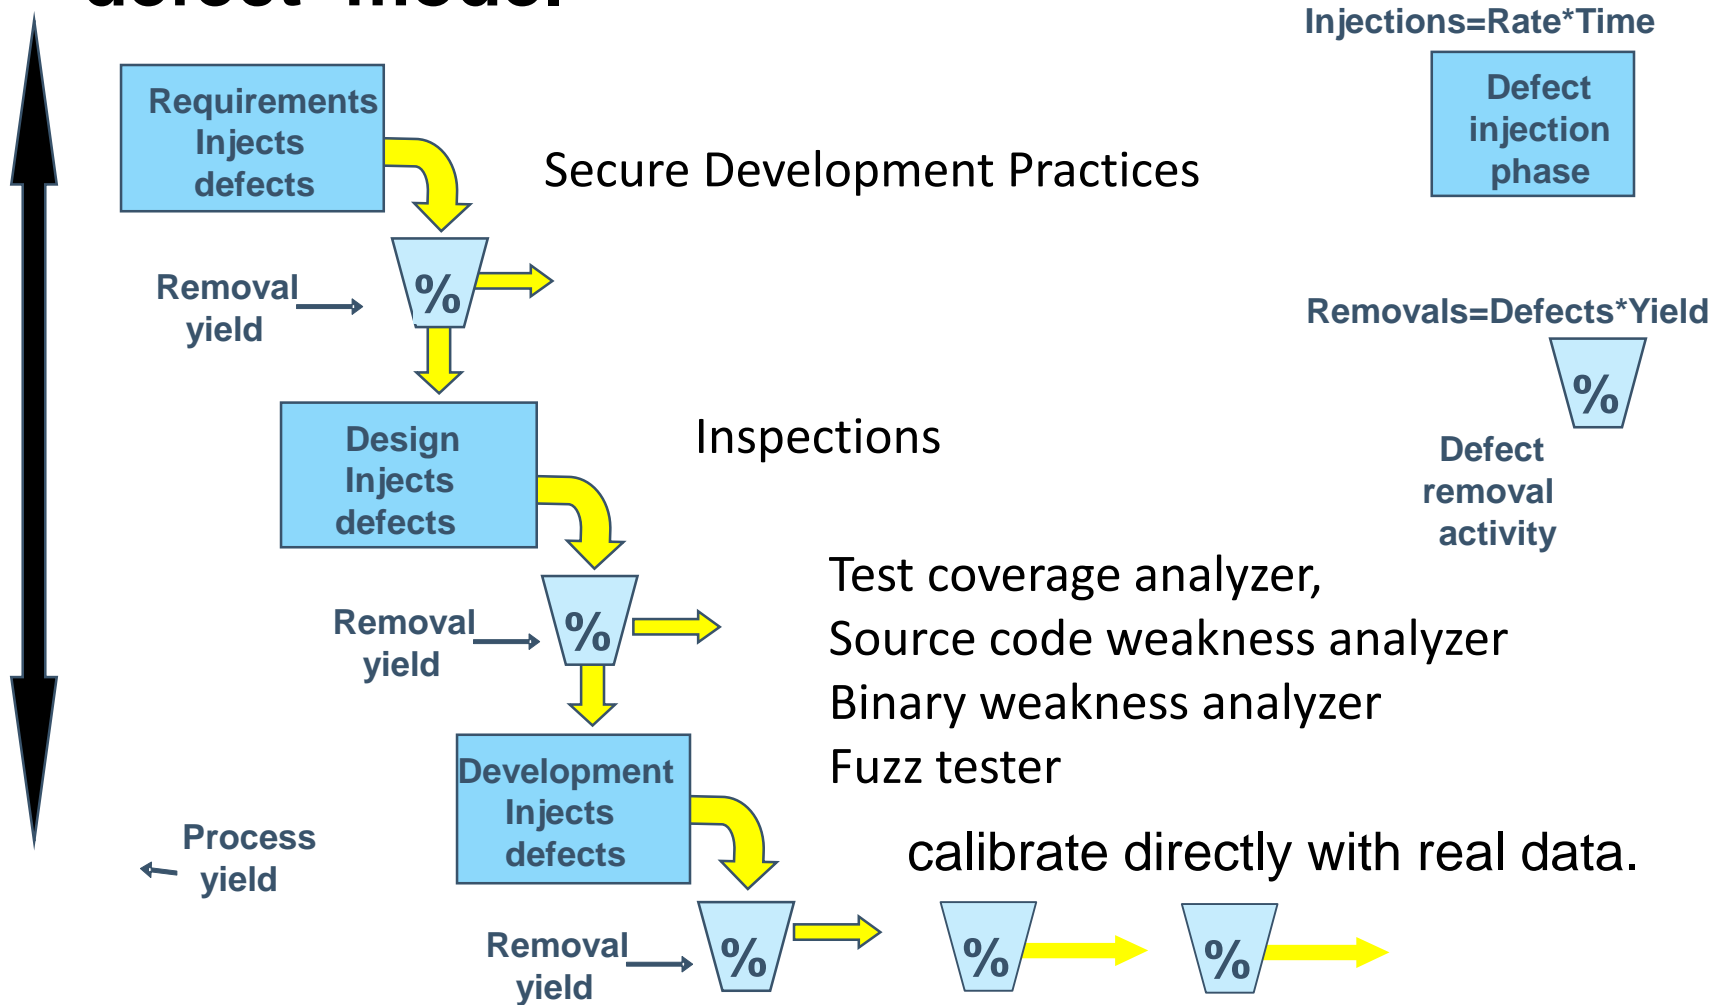 Injections=Rate*Time
Requirements
Injects
defects
Defect
injection
phase
Secure Development Practices
%
Removal
yield
Removals=Defects*Yield
%
Defect
removal
activity
Design
Injects
defects
Inspections
%
Removal
yield
Test coverage analyzer,
Source code weakness analyzer
Binary weakness analyzer
Fuzz tester
Development
Injects
defects
Process
yield
calibrate directly with real data.
Removal
yield
%
%
%